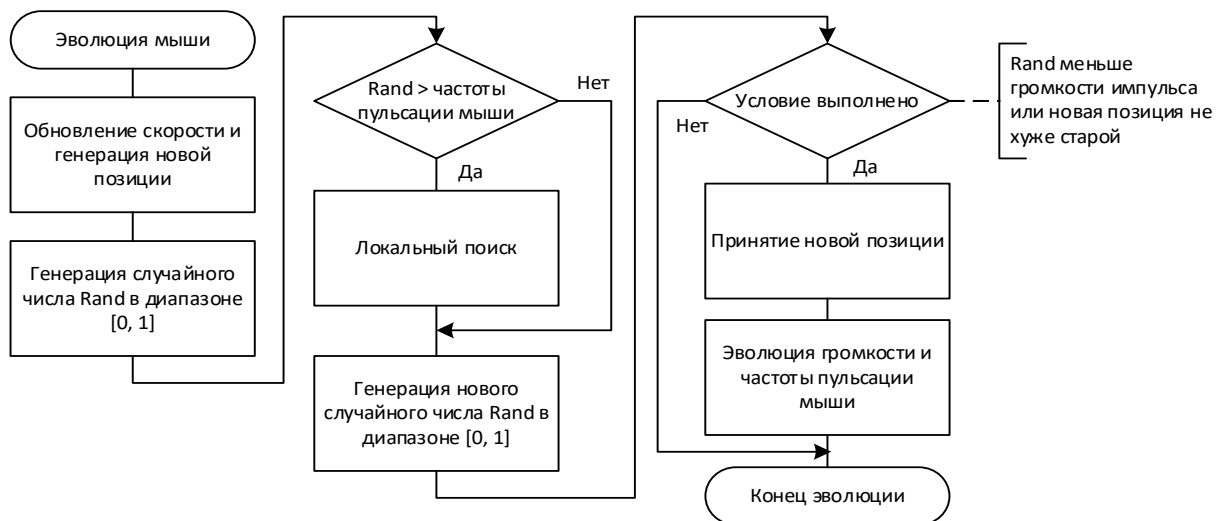 Эволюция мыши
Обновление скорости и
генерация новой
позиции
Генерация случайного
числа Rand в диапазоне
[0, 1]
Rand > частоты
пульсации мыши
Нет
Да
Локальный поиск
Генерация нового
случайного числа Rand в
диапазоне [0, 1]
Условие выполнено
Нет
Да
Rand меньше
громкости импульса
или новая позиция не
хуже старой
Принятие новой позиции
Эволюция громкости и
частоты пульсации
мыши
Конец эволюции